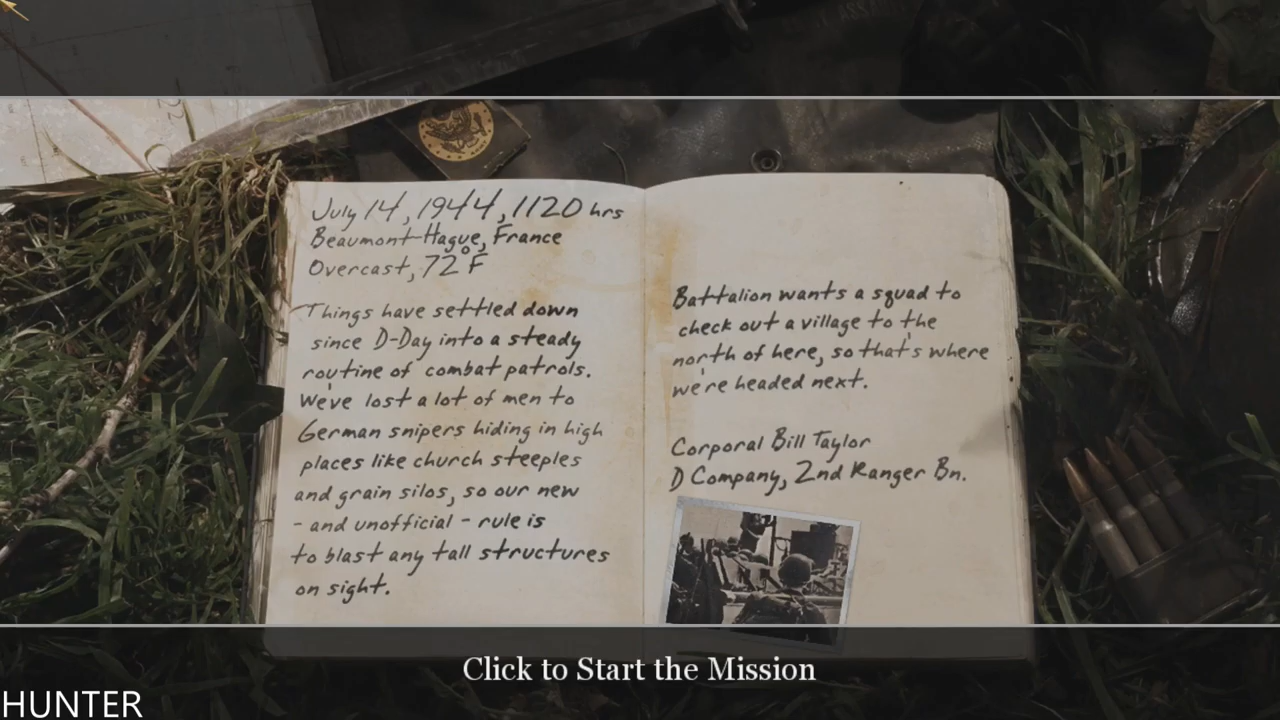 July 14, 1944, 1120 hrs
Beaumont-Hague, France
Overcast, 72°F
Things have settled down
since D-Day into a steady
routine of combat patrols.
We've lost a lot of men to
German snipers hiding in high
places like church steeples
and grain silos, so our new
- and unofficial - rule is
to blast any tall structures
on sight.
Battalion wants a squad to
check out a village to the
north of here, so that's where
we're headed next.
Corporal Bill Taylor
D Company, 2nd Ranger Bn.
Click to Start the Mission
HUNTER